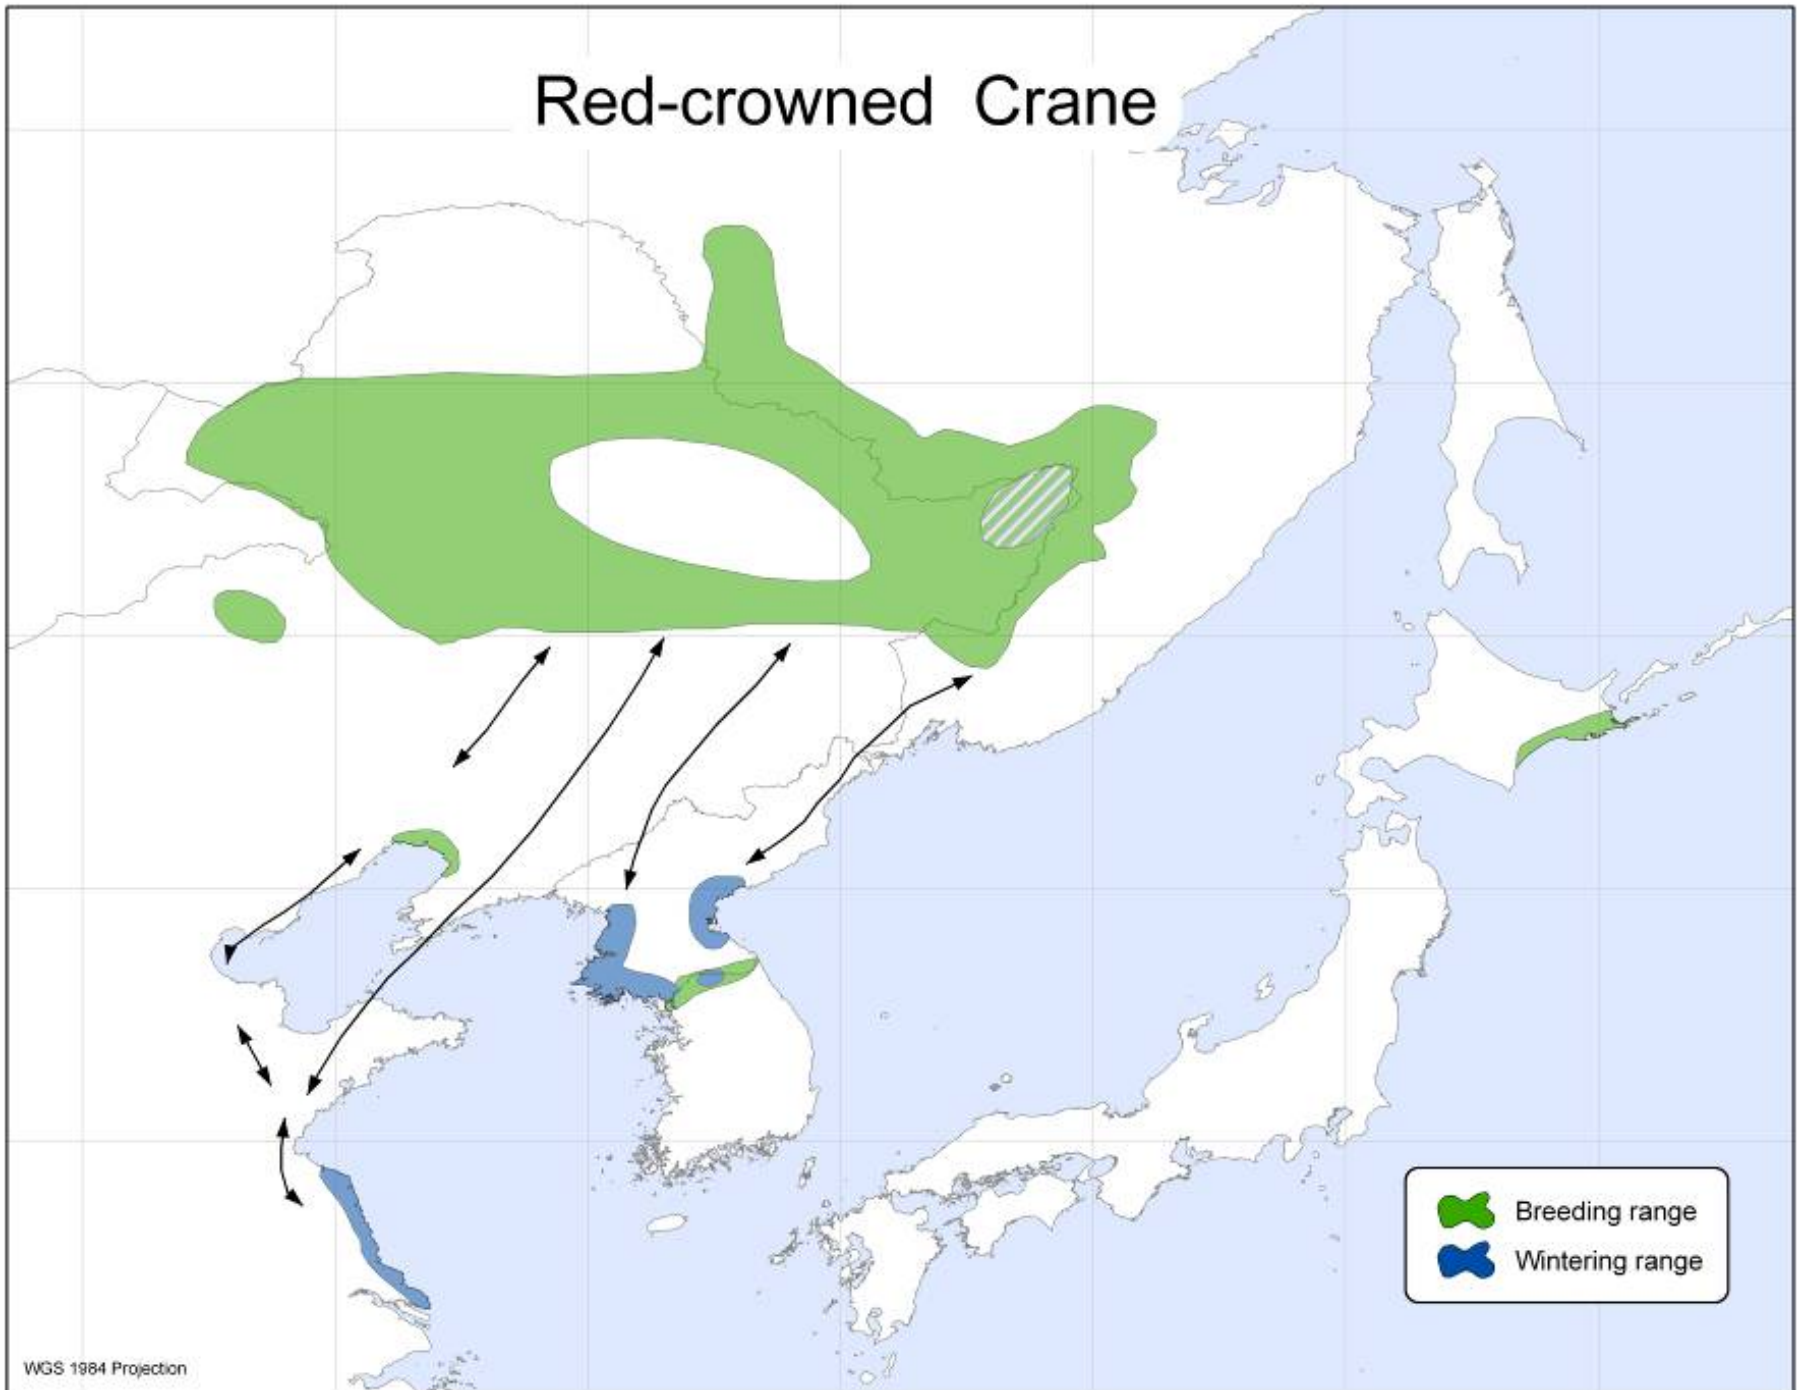 Red-crowned Crane
Breeding range
Wintering range
WGS 1984 Projection